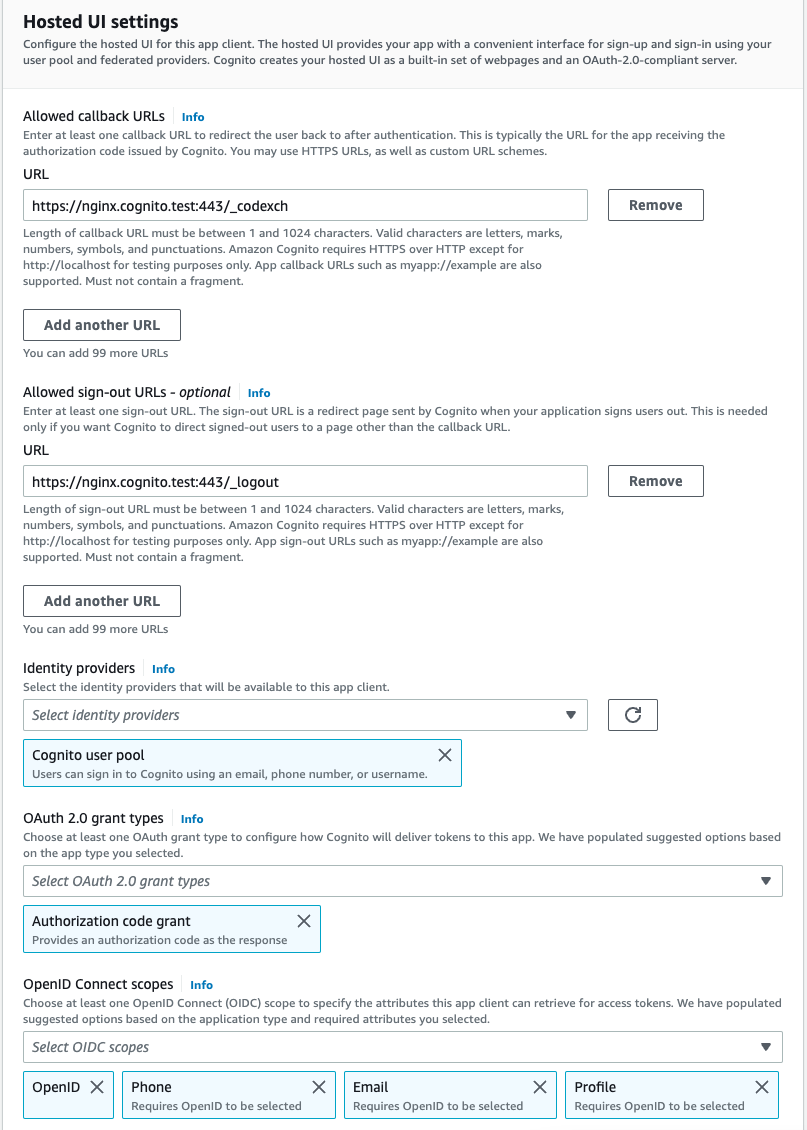 Hosted UI settings
Configure the hosted UI for this app client. The hosted UI provides your app with a convenient interface for sign-up and sign-in using your
user pool and federated providers. Cognito creates your hosted UI as a built-in set of webpages and an OAuth-2.0-compliant server.
Allowed callback URLs Info
Enter at least one callback URL to redirect the user back to after authentication. This is typically the URL for the app receiving the
authorization code issued by Cognito. You may use HTTPS URLs, as well as custom URL schemes.
URL
https://nginx.cognito.test:443/_codexch Remove
Length of callback URL must be between 1 and 1024 characters. Valid characters are letters, marks,
numbers, symbols, and punctuations. Amazon Cognito requires HTTPS over HTTP except for
http://localhost for testing purposes only. App callback URLs such as myapp://example are also
supported. Must not contain a fragment.
Add another URL
You can add 99 more URLs
Allowed sign-out URLs - optional Info
Enter at least one sign-out URL. The sign-out URL is a redirect page sent by Cognito when your application signs users out. This is needed
only if you want Cognito to direct signed-out users to a page other than the callback URL.
URL
https://nginx.cognito.test:443/_logout Remove
Length of sign-out URL must be between 1 and 1024 characters. Valid characters are letters, marks,
numbers, symbols, and punctuations. Amazon Cognito requires HTTPS over HTTP except for
http://localhost for testing purposes only. App sign-out URLs such as myapp://example are also
supported. Must not contain a fragment.
Add another URL
You can add 99 more URLs
Identity providers Info
Select the identity providers that will be available to this app client.
Select identity providers
Cognito user pool
Users can sign in to Cognito using an email, phone number, or username.
OAuth 2.0 grant types Info
Choose at least one OAuth grant type to configure how Cognito will deliver tokens to this app. We have populated suggested options based
on the app type you selected.
Select OAuth 2.0 grant types
Authorization code grant
Provides an authorization code as the response
OpenID Connect scopes Info
Choose at least one OpenID Connect (OIDC) scope to specify the attributes this app client can retrieve for access tokens. We have populated
suggested options based on the application type and required attributes you selected.
Select OIDC scopes
OpenID Phone Email Profile
Requires OpenID to be selected Requires OpenID to be selected Requires OpenID to be selected